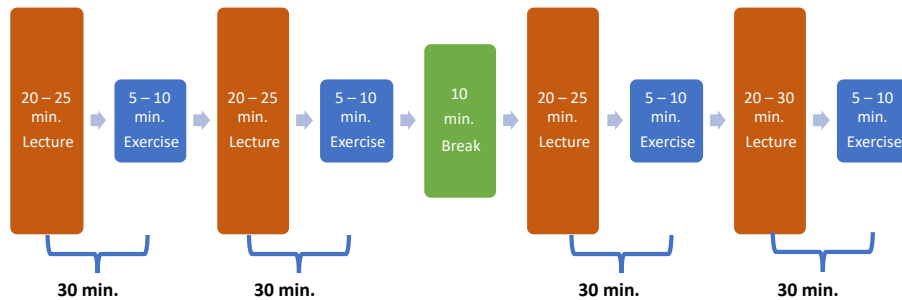 20 – 25
min.
Lecture
5 – 10
min.
Exercise
20 – 25
min.
Lecture
5 – 10
min.
Exercise
10
min.
Break
20 – 25
min.
Lecture
5 – 10
min.
Exercise
20 – 30
min.
Lecture
5 – 10
min.
Exercise
30 min.
30 min.
30 min.
30 min.